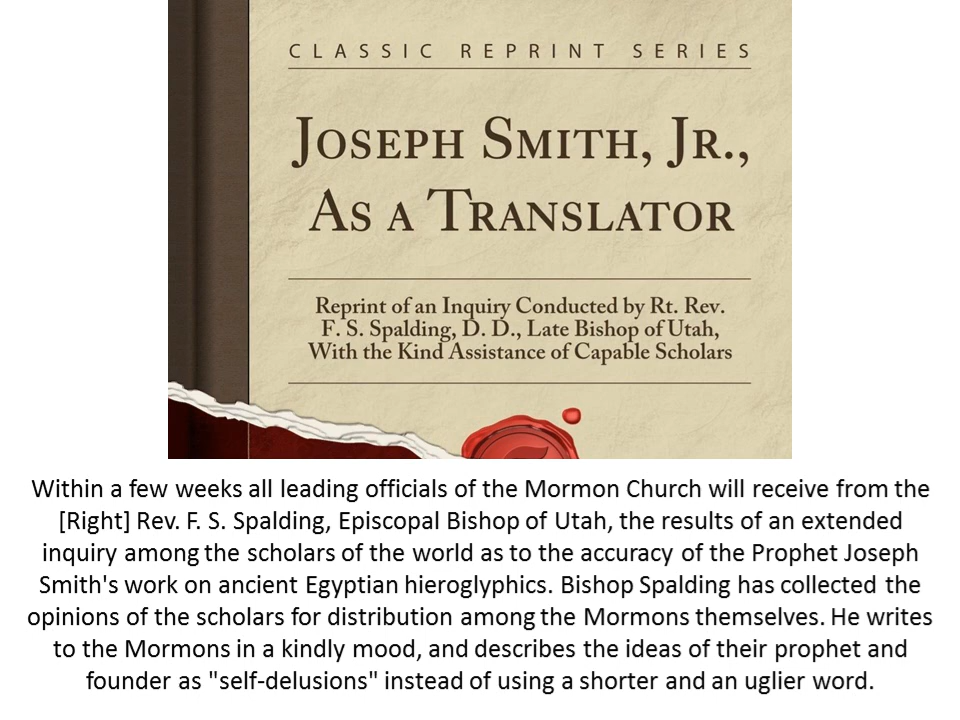 CLASSIC REPRINT SERIES
JOSEPH SMITH, JR.,
AS A TRANSLATOR
Reprint of an Inquiry Conducted by Rt. Rev.
F. S. Spalding, D. D., Late Bishop of Utah,
With the Kind Assistance of Capable Scholars
Within a few weeks all leading officials of the Mormon Church will receive from the
[Right] Rev. F. S. Spalding, Episcopal Bishop of Utah, the results of an extended
inquiry among the scholars of the world as to the accuracy of the Prophet Joseph
Smith's work on ancient Egyptian hieroglyphics. Bishop Spalding has collected the
opinions of the scholars for distribution among the Mormons themselves. He writes
to the Mormons in a kindly mood, and describes the ideas of their prophet and
founder as "self-delusions" instead of using a shorter and an uglier word.